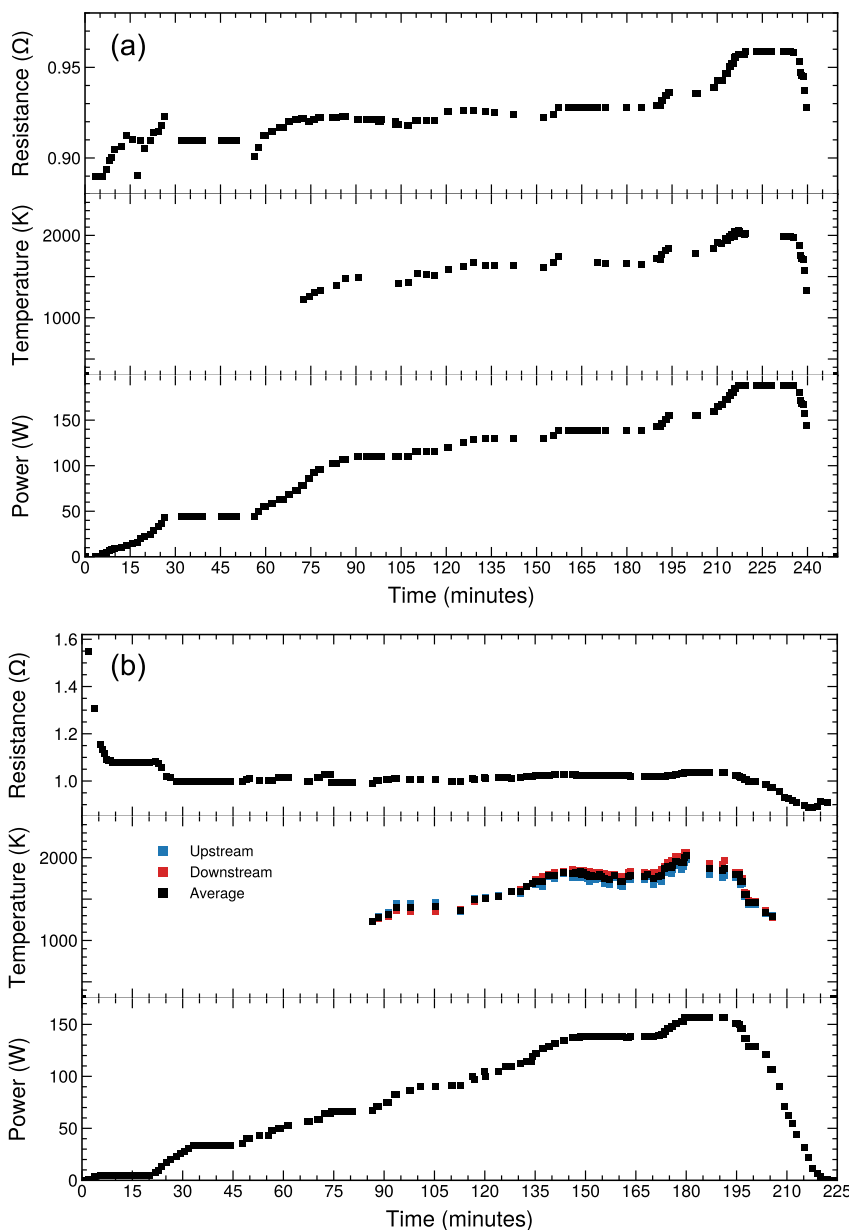 (a)
Resistance (Ω)
0.95
0.90
Temperature (K)
2000
1000
Power (W)
150
100
50
0
0 15 30 45 60 75 90 105 120 135 150 165 180 195 210 225 240
Time (minutes)
(b)
Resistance (Ω)
1.6
1.4
1.2
1.0
Temperature (K)
2000
1000
Upstream
Downstream
Average
Power (W)
150
100
50
0
0 15 30 45 60 75 90 105 120 135 150 165 180 195 210 225
Time (minutes)